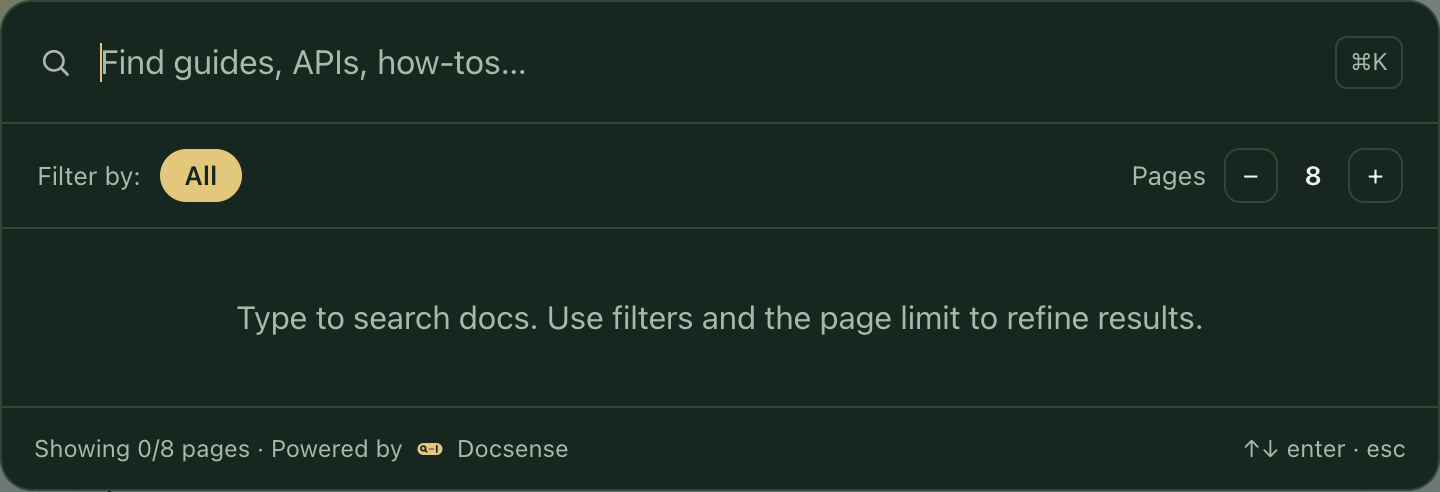 Find guides, APIs, how-tos... ⌘K
Filter by: All Pages − 8 +
Type to search docs. Use filters and the page limit to refine results.
Showing 0/8 pages · Powered by Docsense ↑↓ enter · esc